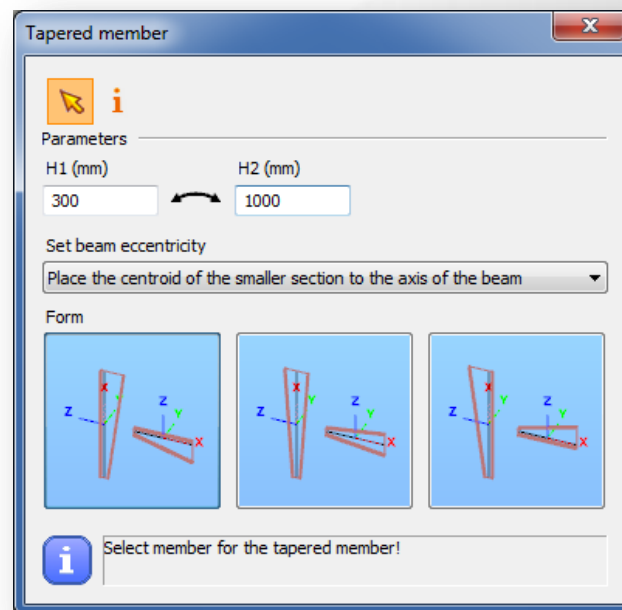 Tapered member
i
Parameters
H1 (mm) H2 (mm)
300 1000
Set beam eccentricity
Place the centroid of the smaller section to the axis of the beam
Form
X Z Y Z Y X
X Z Y Z Y X
X Z Y Z Y X
i Select member for the tapered member!